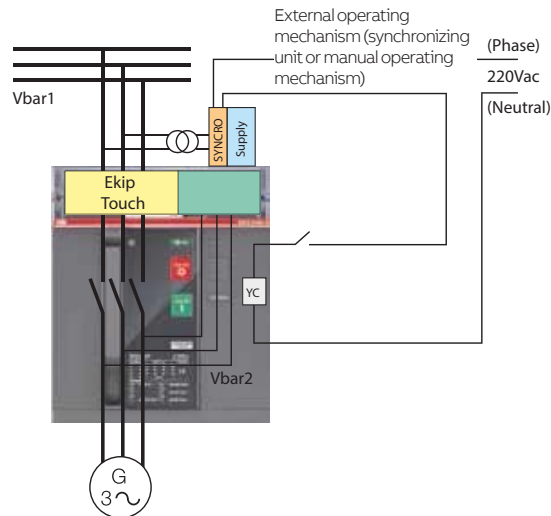 External operating
mechanism (synchronizing
unit or manual operating
mechanism)
(Phase)
220Vac
(Neutral)
Vbar1
SYNCRO
Supply
Ekip
Touch
YC
Vbar2
G
3